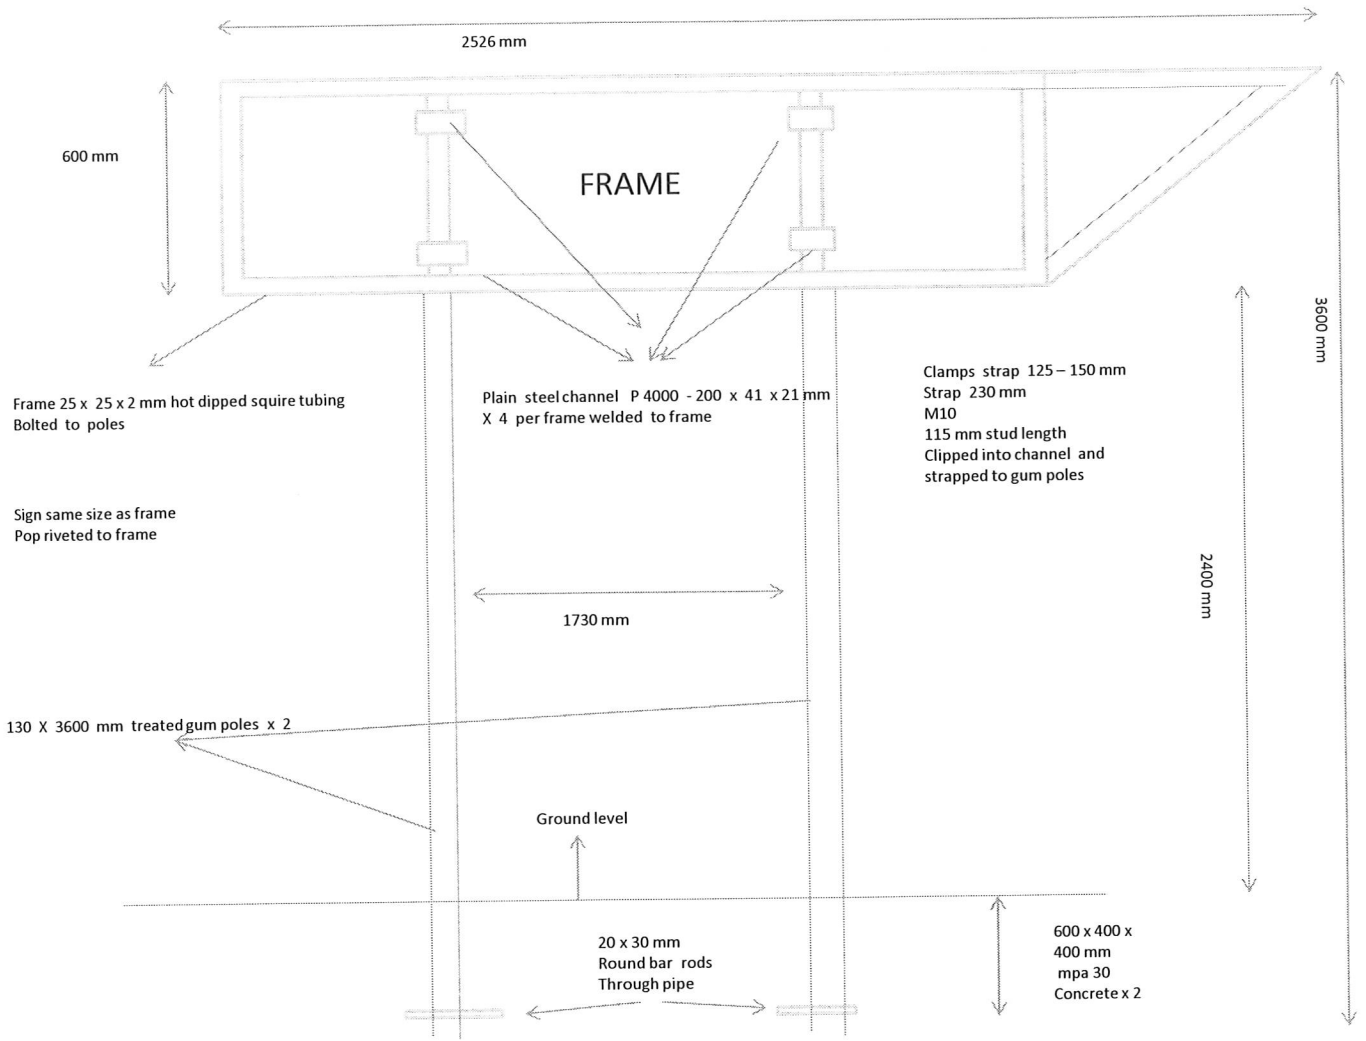 2526 mm
600 mm
FRAME
3600 mm
Frame 25 x 25 x 2 mm hot dipped squire tubing
Bolted to poles
Plain steel channel P 4000 - 200 x 41 x 21 mm
X 4 per frame welded to frame
Clamps strap 125 – 150 mm
Strap 230 mm
M10
115 mm stud length
Clipped into channel and
strapped to gum poles
Sign same size as frame
Pop riveted to frame
2400 mm
1730 mm
130 X 3600 mm treated gum poles x 2
Ground level
20 x 30 mm
Round bar rods
Through pipe
600 x 400 x
400 mm
mpa 30
Concrete x 2